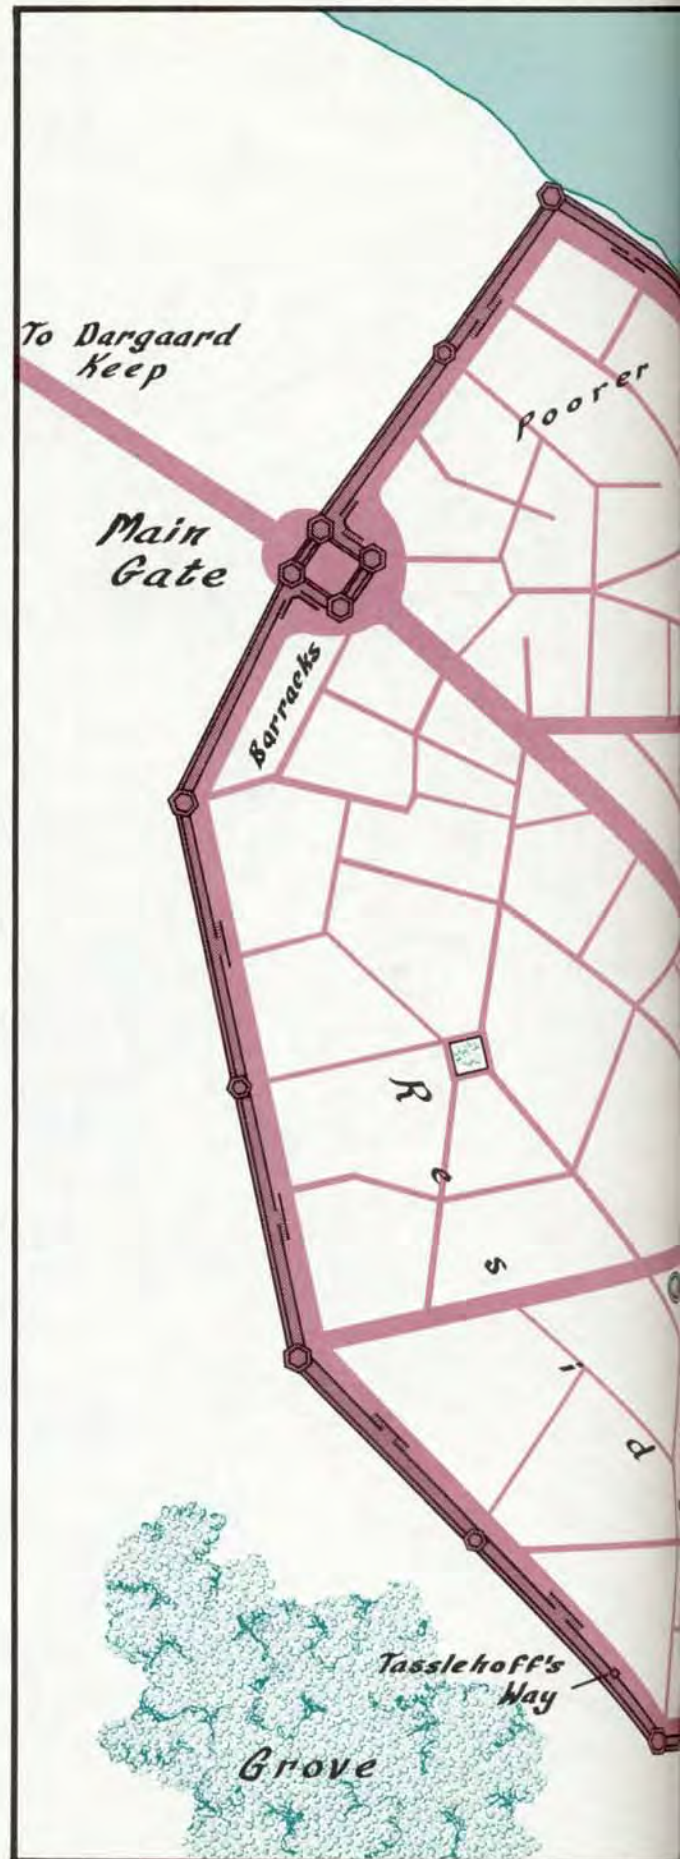 To Dargaard
Keep
Poorer
Main
Gate
Barracks
R e s i d
Tasslehoff's
Way
Grove